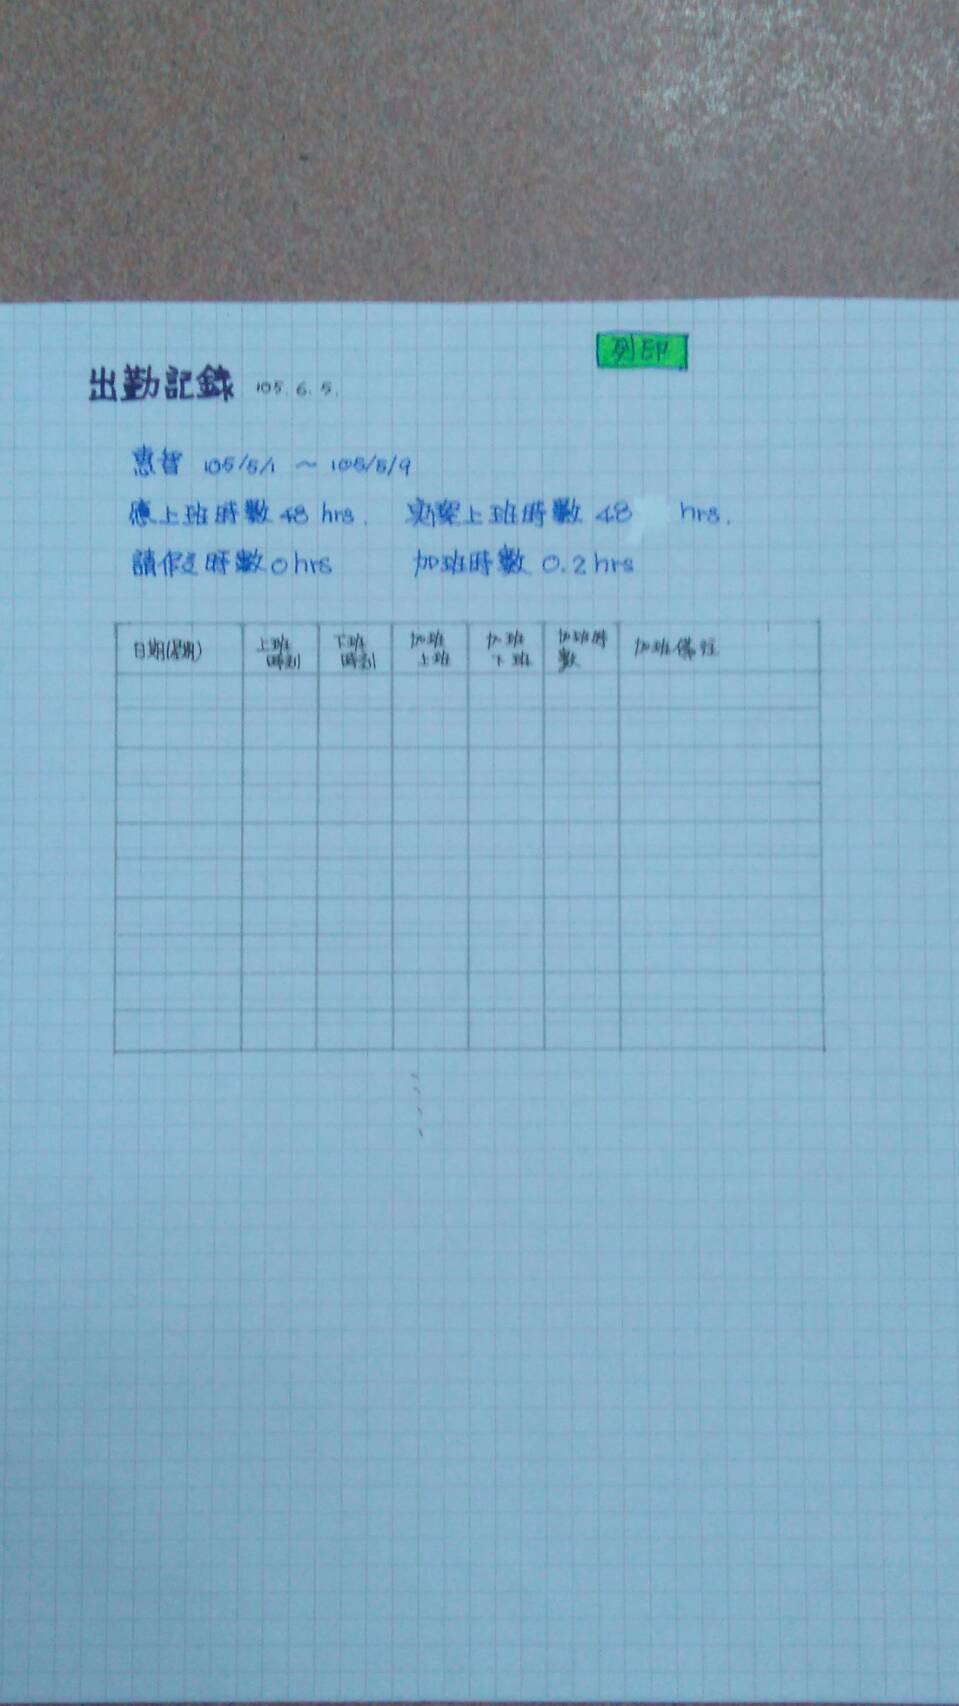 列印
出勤記錄 105.6.5.
惠智 105/5/1 ~ 105/5/9
應上班時數 48 hrs. 實際上班時數 48 hrs.
請假時數 0 hrs 加班時數 0.2 hrs
日期(星期) 上班時刻 下班時刻 加班上班 加班下班 加班時數 加班備註